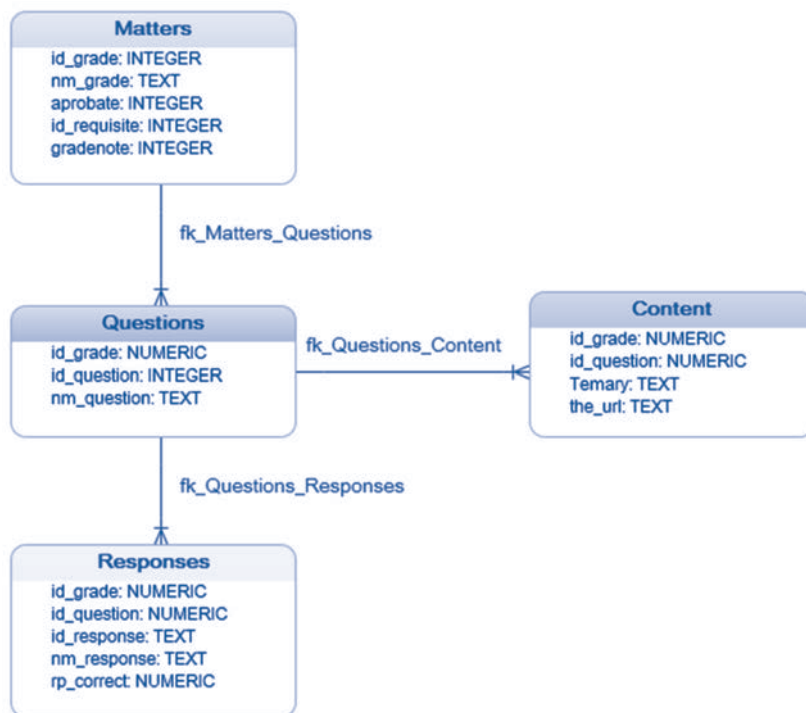 Matters
id_grade: INTEGER
nm_grade: TEXT
aprobate: INTEGER
id_requisite: INTEGER
gradenote: INTEGER
fk_Matters_Questions
Questions
id_grade: NUMERIC
id_question: INTEGER
nm_question: TEXT
fk_Questions_Content
Content
id_grade: NUMERIC
id_question: NUMERIC
Temary: TEXT
the_url: TEXT
fk_Questions_Responses
Responses
id_grade: NUMERIC
id_question: NUMERIC
id_response: TEXT
nm_response: TEXT
rp_correct: NUMERIC